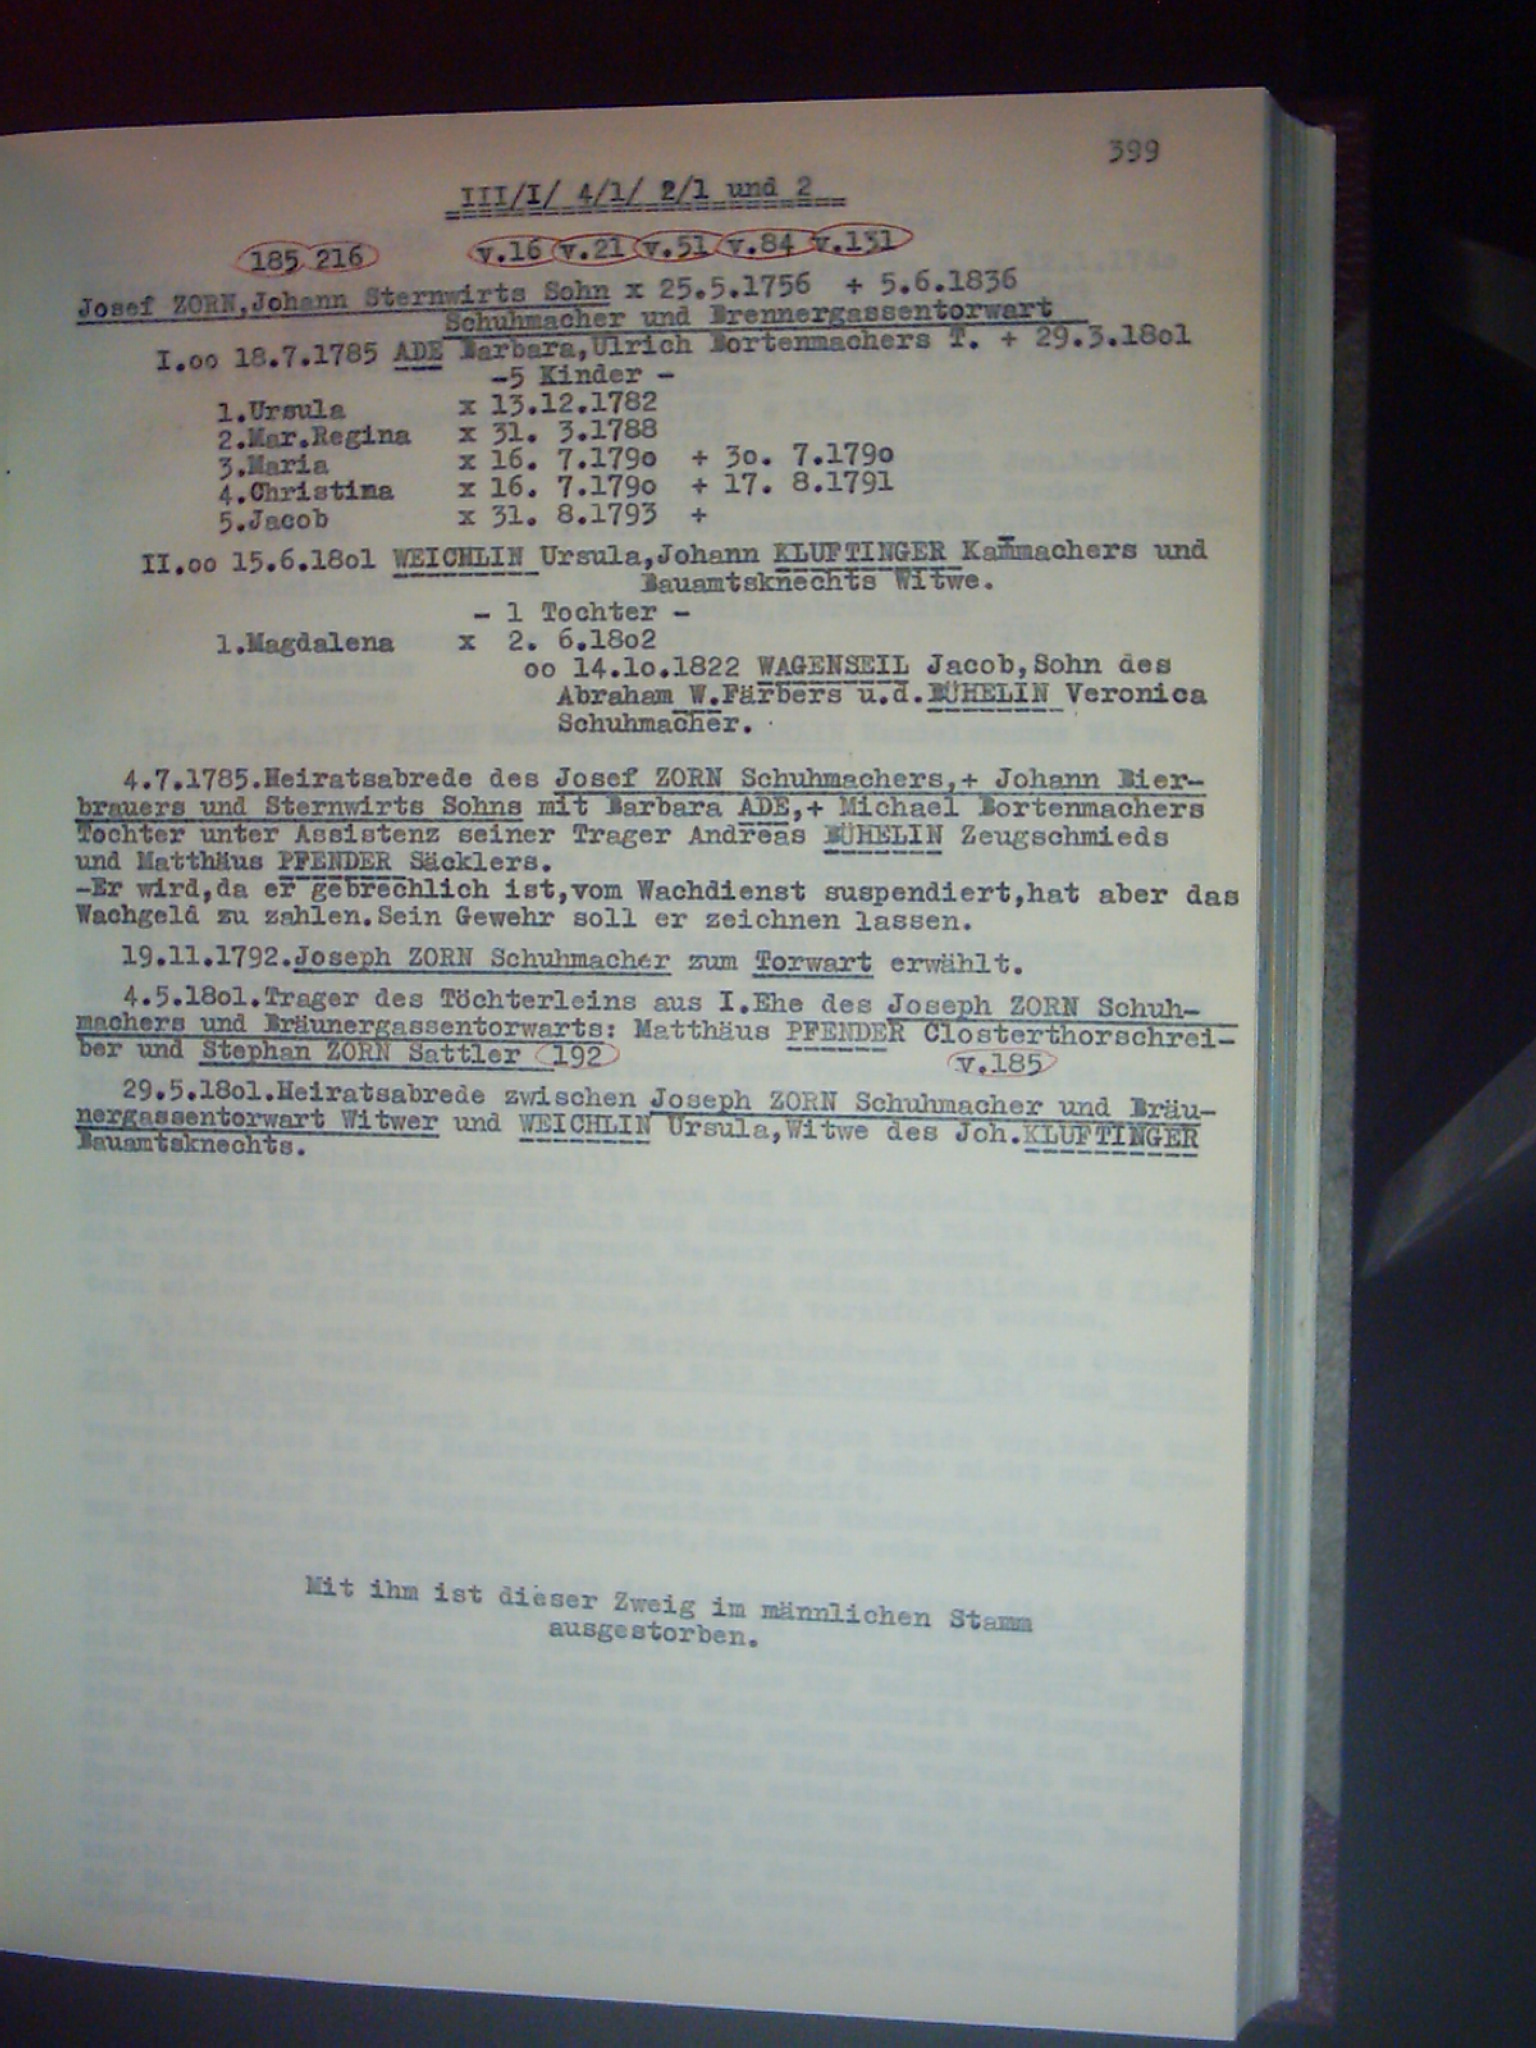 399
III/I/ 4/1/ 2/1 und 2
185 216 v.16 v.21 v.51 v.84 v.131
Josef ZORN,Johann Sternwirts Sohn x 25.5.1756 + 5.6.1836
Schuhmacher und Brennergassentorwart
I.oo 18.7.1785 ADE Barbara,Ulrich Bortenmachers T. + 29.3.18o1
-5 Kinder -
1.Ursula x 13.12.1782
2.Mar.Regina x 31. 3.1788
3.Maria x 16. 7.179o + 3o. 7.179o
4.Christina x 16. 7.179o + 17. 8.1791
5.Jacob x 31. 8.1793 +
II.oo 15.6.18o1 WEICHLIN Ursula,Johann KLUFTINGER Kam̅machers und
Bauamtsknechts Witwe.
- 1 Tochter -
1.Magdalena x 2. 6.18o2
oo 14.1o.1822 WAGENSEIL Jacob,Sohn des
Abraham W.Färbers u.d.BÜHELIN Veronica
Schuhmacher.
4.7.1785.Heiratsabrede des Josef ZORN Schuhmachers,+ Johann Bier-
brauers und Sternwirts Sohns mit Barbara ADE,+ Michael Bortenmachers
Tochter unter Assistenz seiner Trager Andreas BÜHELIN Zeugschmieds
und Matthäus PFENDER Säcklers.
-Er wird,da er gebrechlich ist,vom Wachdienst suspendiert,hat aber das
Wachgeld zu zahlen.Sein Gewehr soll er zeichnen lassen.
19.11.1792.Joseph ZORN Schuhmacher zum Torwart erwählt.
4.5.18o1.Trager des Töchterleins aus I.Ehe des Joseph ZORN Schuh-
machers und Bräunergassentorwarts: Matthäus PFENDER Closterthorschrei-
ber und Stephan ZORN Sattler 192 v.185
29.5.18o1.Heiratsabrede zwischen Joseph ZORN Schuhmacher und Bräu-
nergassentorwart Witwer und WEICHLIN Ursula,Witwe des Joh.KLUFTINGER
Bauamtsknechts.
Mit ihm ist dieser Zweig im männlichen Stamm
ausgestorben.